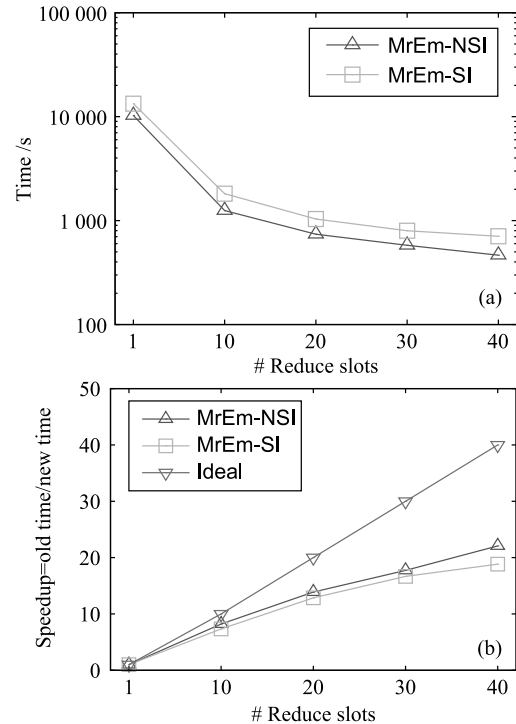 100 000
10 000
1 000
100
Time /s
MrEm-NSI
MrEm-SI
(a)
1 10 20 30 40
# Reduce slots
50
40
30
20
10
0
Speedup=old time/new time
MrEm-NSI
MrEm-SI
Ideal
(b)
1 10 20 30 40
# Reduce slots